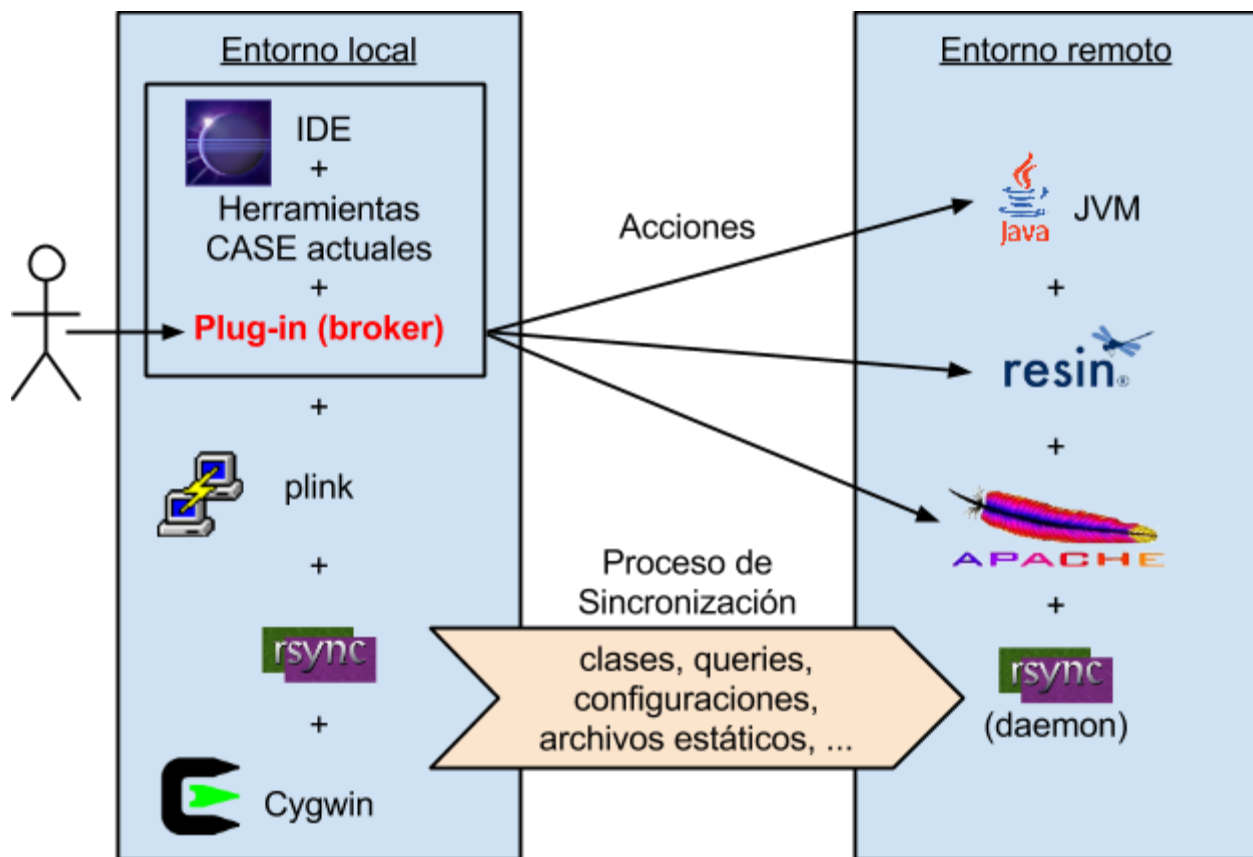 Entorno local
IDE
+
Herramientas
CASE actuales
+
Plug-in (broker)
+
plink
+
rsync
+
Cygwin
Acciones
Proceso de
Sincronización
clases, queries,
configuraciones,
archivos estáticos, ...
Entorno remoto
Java
JVM
+
resin®
+
APACHE
+
rsync
(daemon)